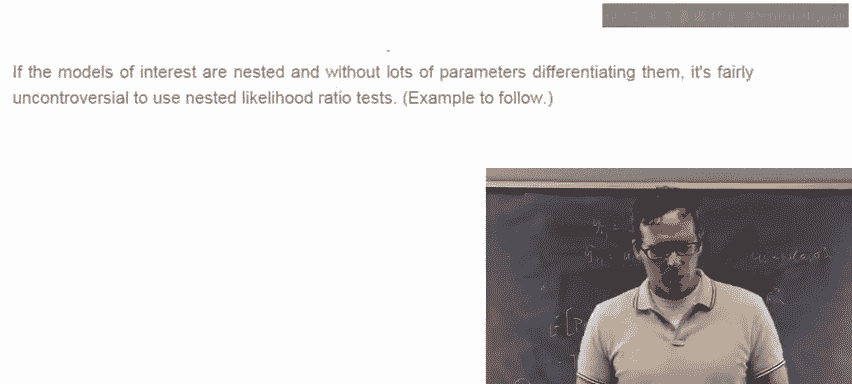 If the models of interest are nested and without lots of parameters differentiating them, it's fairly
uncontroversial to use nested likelihood ratio tests. (Example to follow.)